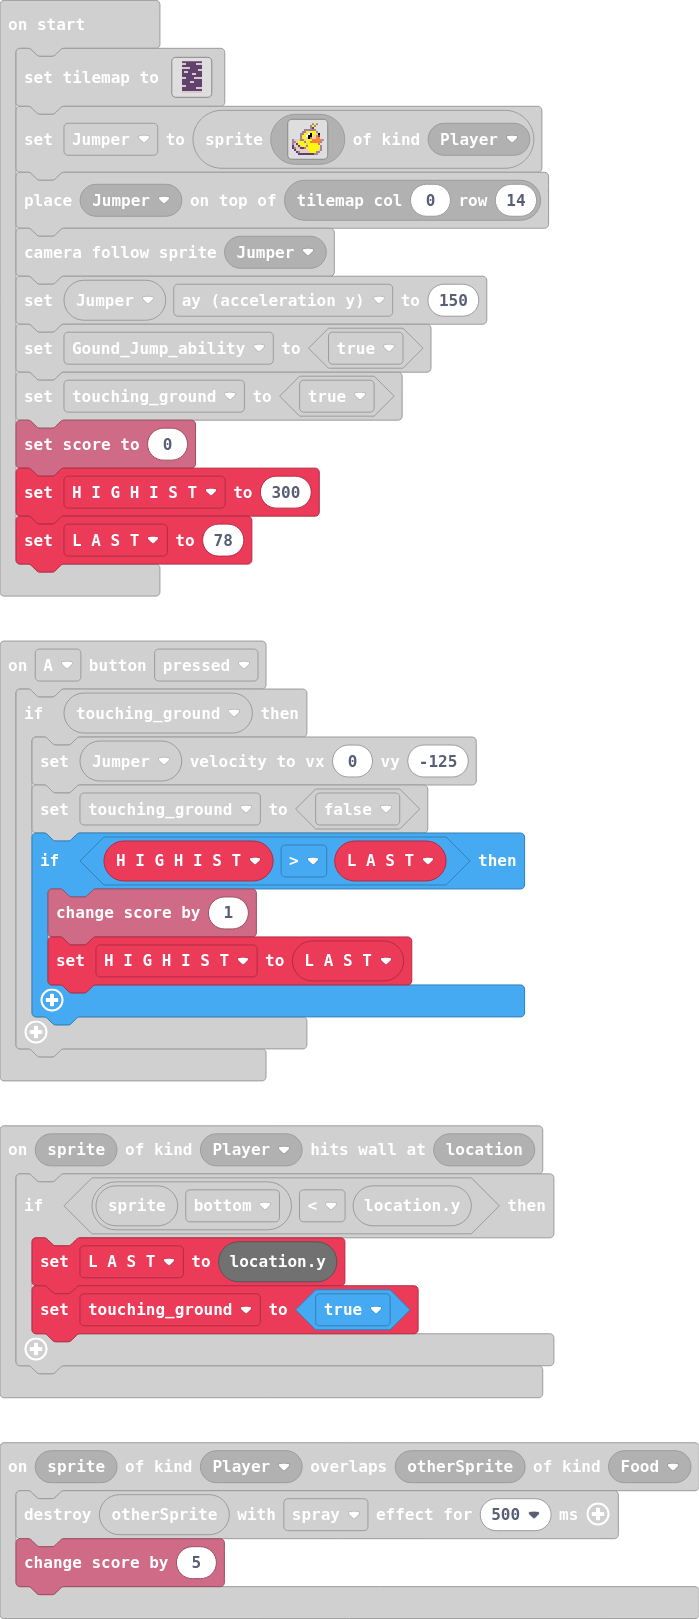 on start
set tilemap to
set Jumper to sprite of kind Player
place Jumper on top of tilemap col 0 row 14
camera follow sprite Jumper
set Jumper ay (acceleration y) to 150
set Gound_Jump_ability to true
set touching_ground to true
set score to 0
set H I G H I S T to 300
set L A S T to 78
on A button pressed
if touching_ground then
set Jumper velocity to vx 0 vy -125
set touching_ground to false
if H I G H I S T > L A S T then
change score by 1
set H I G H I S T to L A S T
on sprite of kind Player hits wall at location
if sprite bottom < location.y then
set L A S T to location.y
set touching_ground to true
on sprite of kind Player overlaps otherSprite of kind Food
destroy otherSprite with spray effect for 500 ms
change score by 5